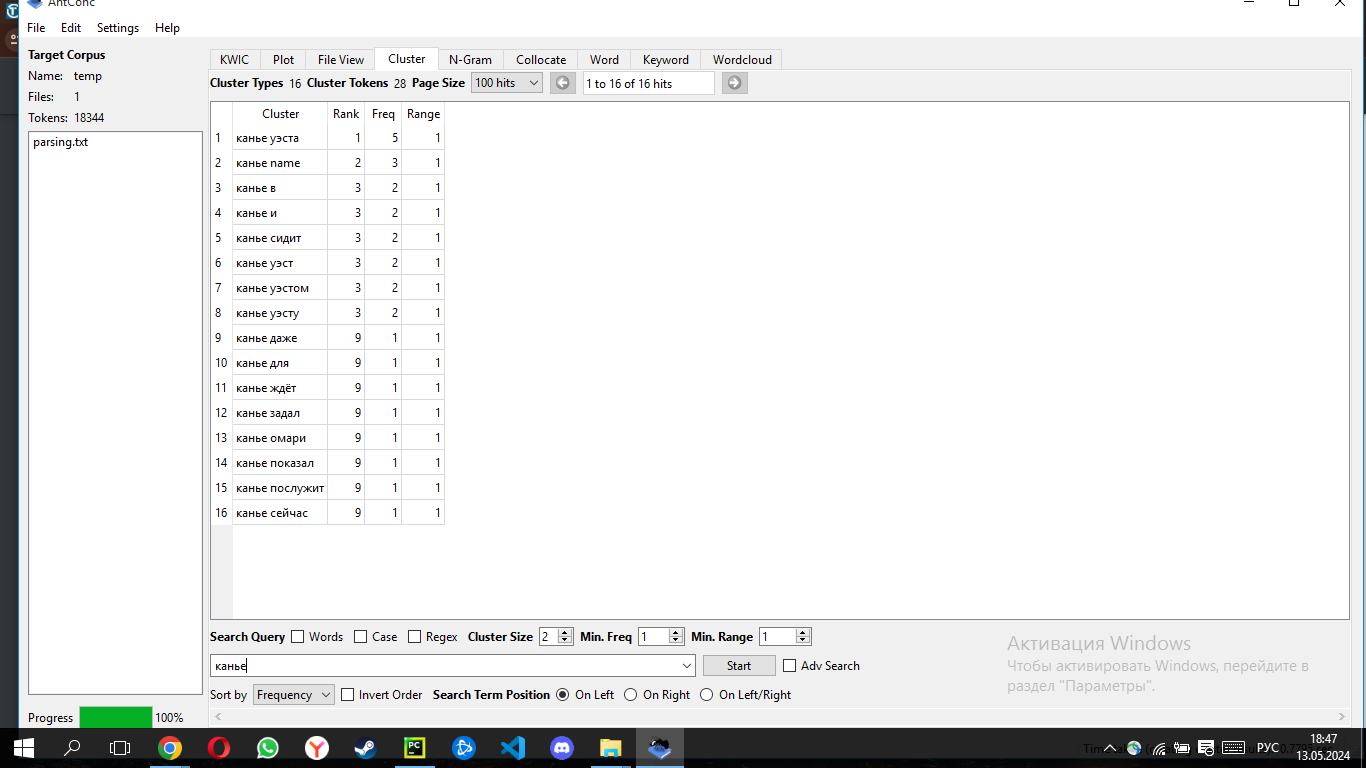 AntConc
File Edit Settings Help
Target Corpus
Name: temp
Files: 1
Tokens: 18344
parsing.txt
Progress 100%
KWIC Plot File View Cluster N-Gram Collocate Word Keyword Wordcloud
Cluster Types 16 Cluster Tokens 28 Page Size 100 hits 1 to 16 of 16 hits
Cluster Rank Freq Range
1 канье уэста 1 5 1
2 канье name 2 3 1
3 канье в 3 2 1
4 канье и 3 2 1
5 канье сидит 3 2 1
6 канье уэст 3 2 1
7 канье уэстом 3 2 1
8 канье уэсту 3 2 1
9 канье даже 9 1 1
10 канье для 9 1 1
11 канье ждёт 9 1 1
12 канье задал 9 1 1
13 канье омари 9 1 1
14 канье показал 9 1 1
15 канье послужит 9 1 1
16 канье сейчас 9 1 1
Search Query Words Case Regex Cluster Size 2 Min. Freq 1 Min. Range 1
канье Start Adv Search
Sort by Frequency Invert Order Search Term Position On Left On Right On Left/Right
Активация Windows
Чтобы активировать Windows, перейдите в
раздел "Параметры".
РУС
18:47
13.05.2024